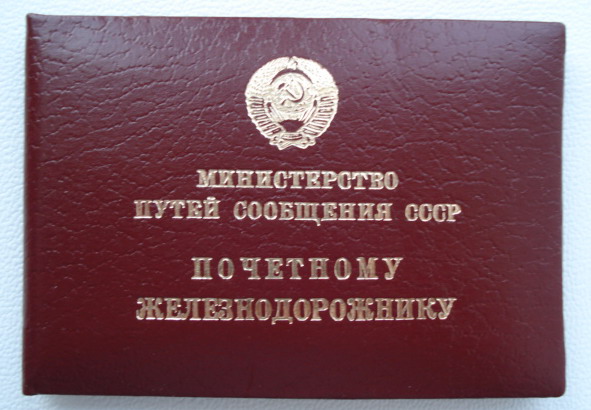 МИНИСТЕРСТВО
ПУТЕЙ СООБЩЕНИЯ СССР
ПОЧЕТНОМУ
ЖЕЛЕЗНОДОРОЖНИКУ